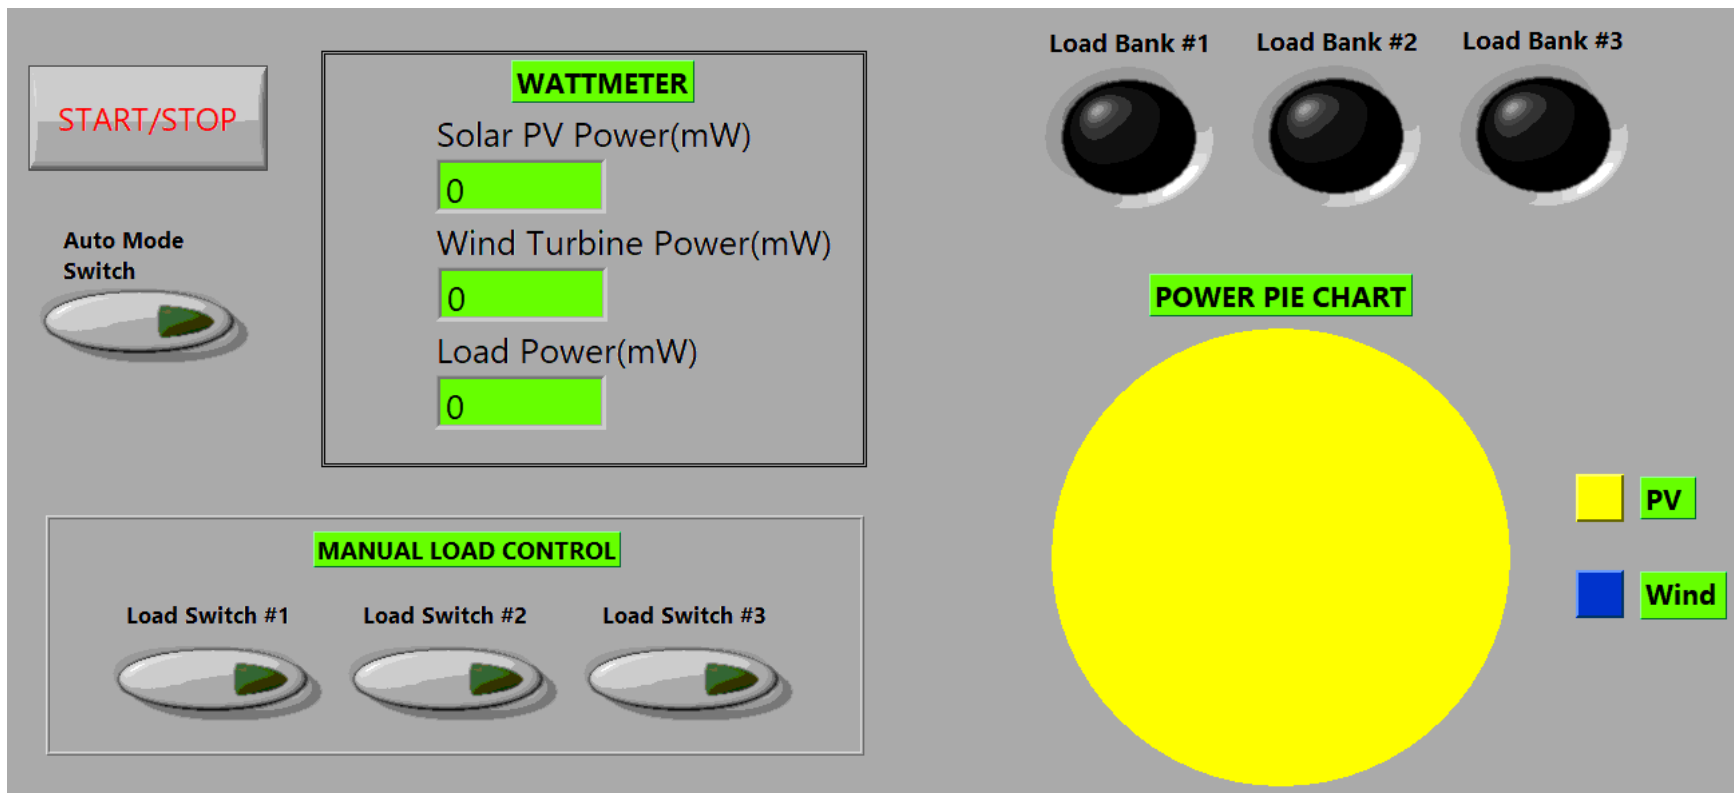 START/STOP
Auto Mode
Switch
WATTMETER
Solar PV Power(mW)
0
Wind Turbine Power(mW)
0
Load Power(mW)
0
MANUAL LOAD CONTROL
Load Switch #1
Load Switch #2
Load Switch #3
Load Bank #1
Load Bank #2
Load Bank #3
POWER PIE CHART
PV
Wind